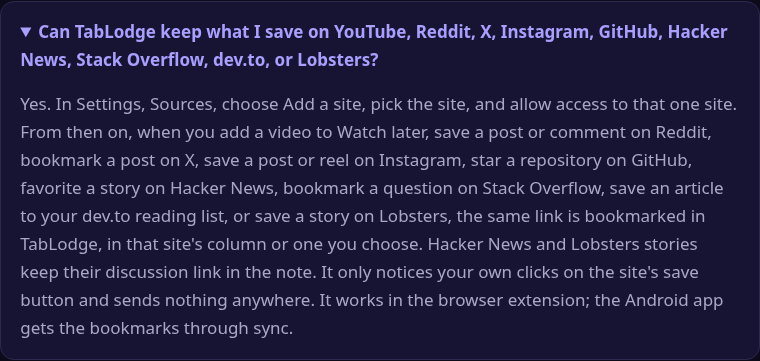 ▼ Can TabLodge keep what I save on YouTube, Reddit, X, Instagram, GitHub, Hacker
News, Stack Overflow, dev.to, or Lobsters?
Yes. In Settings, Sources, choose Add a site, pick the site, and allow access to that one site.
From then on, when you add a video to Watch later, save a post or comment on Reddit,
bookmark a post on X, save a post or reel on Instagram, star a repository on GitHub,
favorite a story on Hacker News, bookmark a question on Stack Overflow, save an article
to your dev.to reading list, or save a story on Lobsters, the same link is bookmarked in
TabLodge, in that site's column or one you choose. Hacker News and Lobsters stories
keep their discussion link in the note. It only notices your own clicks on the site's save
button and sends nothing anywhere. It works in the browser extension; the Android app
gets the bookmarks through sync.